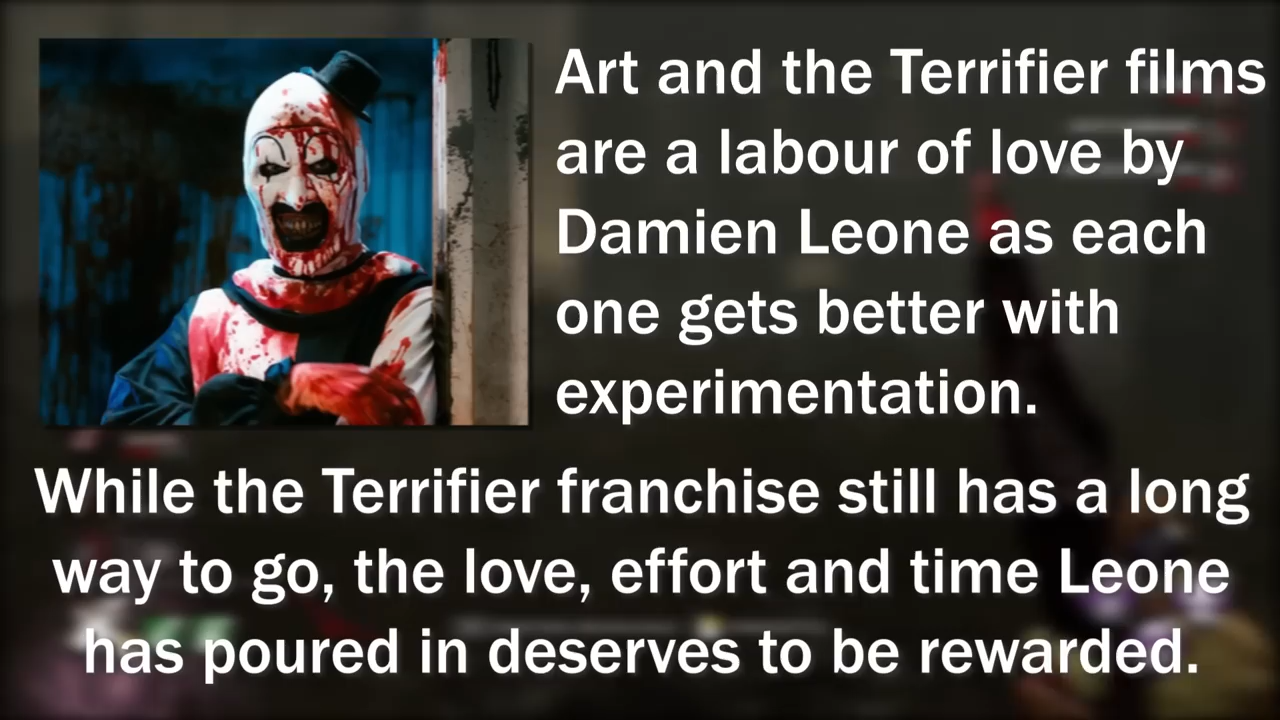 Art and the Terrifier films
are a labour of love by
Damien Leone as each
one gets better with
experimentation.
While the Terrifier franchise still has a long
way to go, the love, effort and time Leone
has poured in deserves to be rewarded.